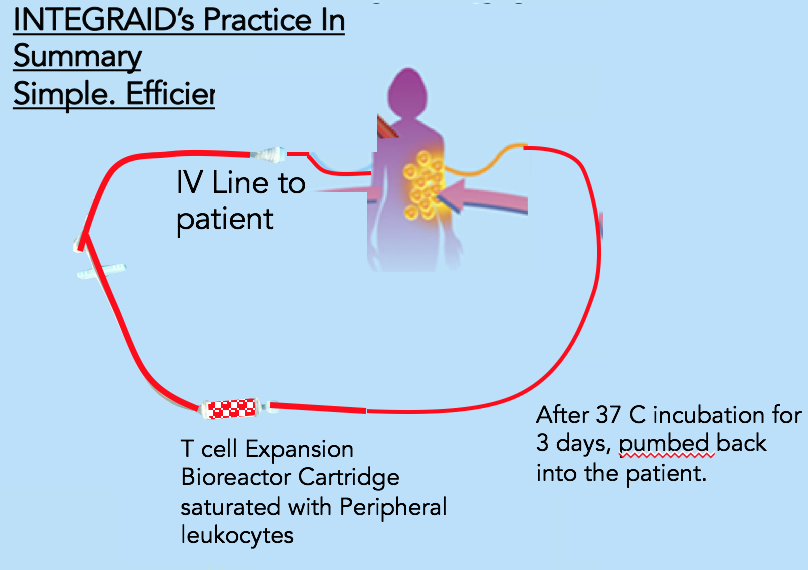 INTEGRAID's Practice In
Summary
Simple.
IV Line to
patient
T cell Expansion
Bioreactor Cartridge
saturated with Peripheral
leukocytes
After 37 C incubation for
3 days, pumbed back
into the patient.